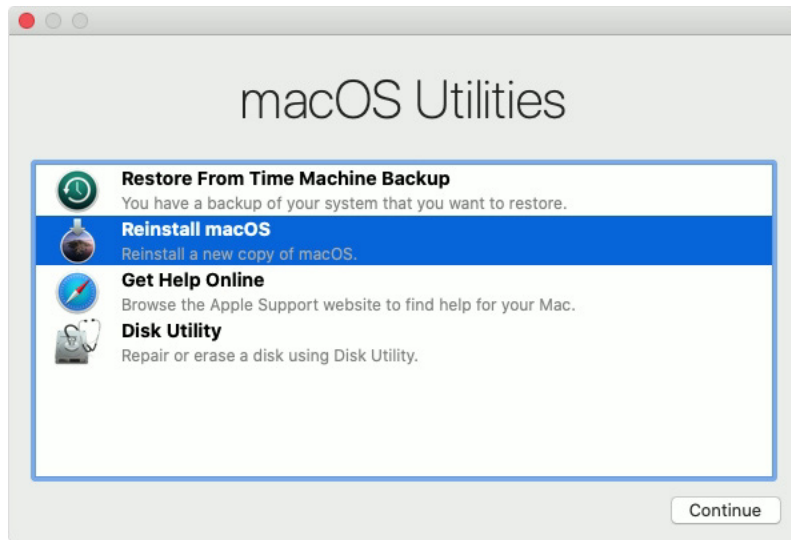 macOS Utilities
Restore From Time Machine Backup
You have a backup of your system that you want to restore.
Reinstall macOS
Reinstall a new copy of macOS.
Get Help Online
Browse the Apple Support website to find help for your Mac.
Disk Utility
Repair or erase a disk using Disk Utility.
Continue